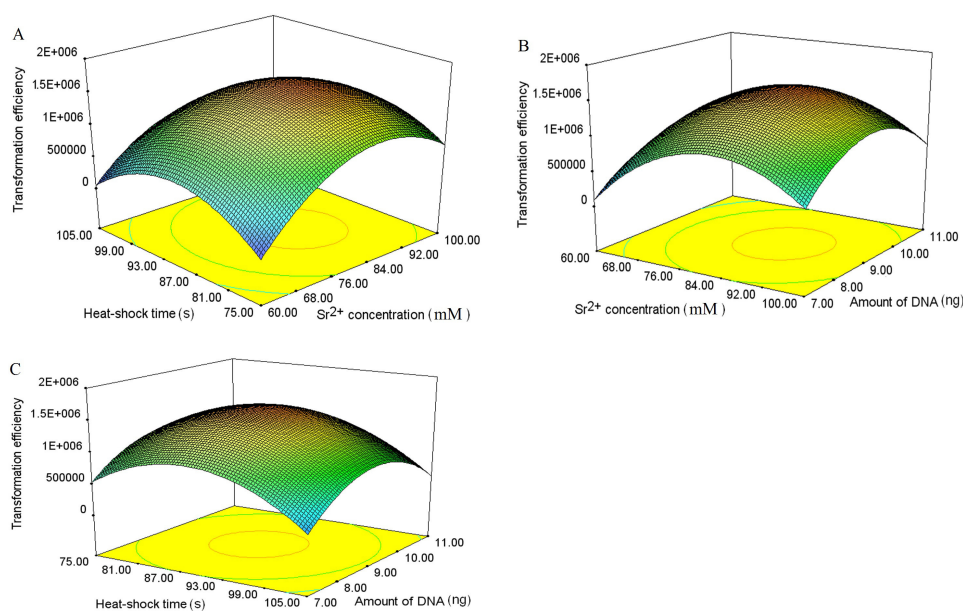 A
Transformation efficiency
2E+006
1.5E+006
1E+006
500000
0
105.00
99.00
93.00
87.00
81.00
75.00
Heat-shock time (s)
60.00
68.00
76.00
84.00
92.00
100.00
Sr2+ concentration (mM)
B
Transformation efficiency
2E+006
1.5E+006
1E+006
500000
0
60.00
68.00
76.00
84.00
92.00
100.00
Sr2+ concentration (mM)
7.00
8.00
9.00
10.00
11.00
Amount of DNA (ng)
C
Transformation efficiency
2E+006
1.5E+006
1E+006
500000
0
75.00
81.00
87.00
93.00
99.00
105.00
Heat-shock time (s)
7.00
8.00
9.00
10.00
11.00
Amount of DNA (ng)